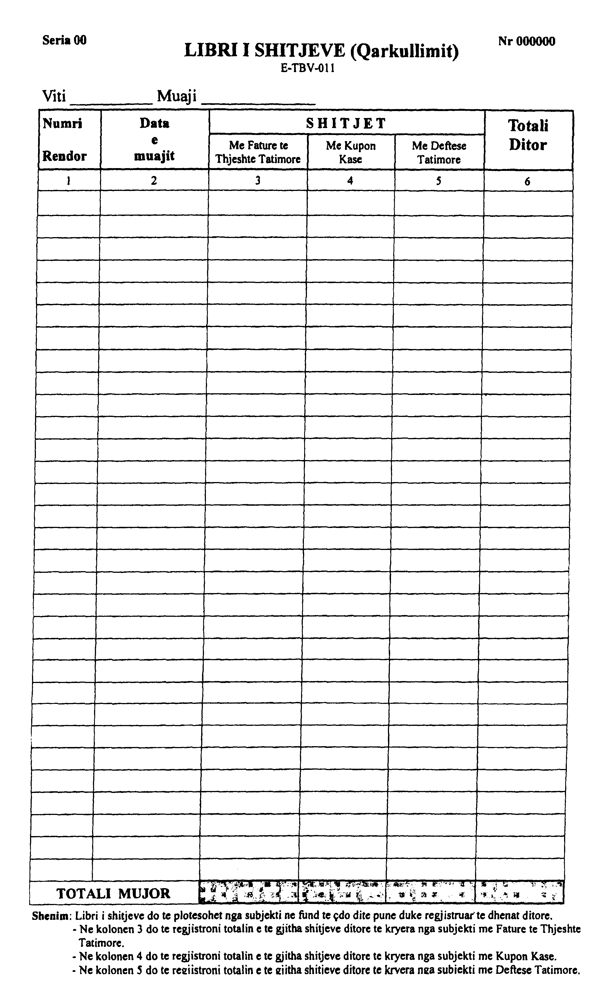 Seria 00
Nr 000000
LIBRI I SHITJEVE (Qarkullimit)
E-TBV-011
Viti ___________ Muaji _______________
Numri
Rendor
Data
e
muajit
SHITJET
Me Fature te
Thjeshte Tatimore
Me Kupon
Kase
Me Deftese
Tatimore
Totali
Ditor
1 2 3 4 5 6
TOTALI MUJOR
Shenim: Libri i shitjeve do te plotesohet nga subjekti ne fund te çdo dite pune duke regjistruar te dhenat ditore.
- Ne kolonen 3 do te regjistroni totalin e te gjitha shitjeve ditore te kryera nga subjekti me Fature te Thjeshte
Tatimore.
- Ne kolonen 4 do te regjistroni totalin e te gjitha shitjeve ditore te kryera nga subjekti me Kupon Kase.
- Ne kolonen 5 do te regjistroni totalin e te gjitha shitjeve ditore te kryera nga subjekti me Deftese Tatimore.